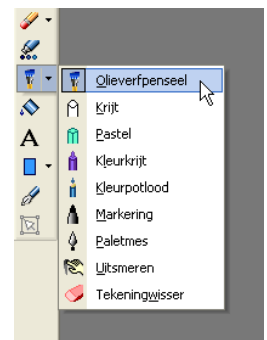 Olieverfpenseel
Krijt
Pastel
Kleurkrijt
Kleurpotlood
Markering
Paletmes
Uitsmeren
Tekeningwisser
A